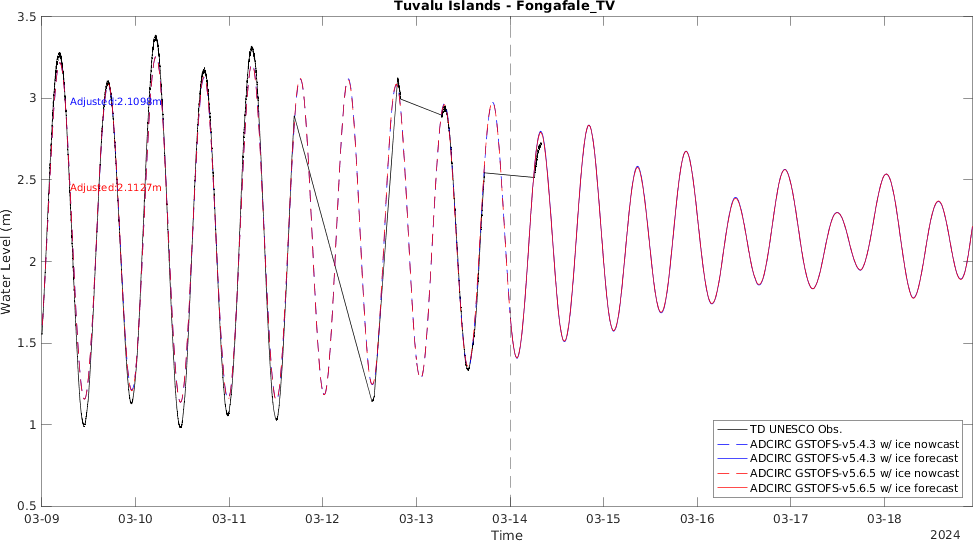 Tuvalu Islands - Fongafale_TV
3.5
3
2.5
2
1.5
1
0.5
Water Level (m)
Adjusted:2.1098m
Adjusted:2.1127m
TD UNESCO Obs.
ADCIRC GSTOFS-v5.4.3 w/ ice nowcast
ADCIRC GSTOFS-v5.4.3 w/ ice forecast
ADCIRC GSTOFS-v5.6.5 w/ ice nowcast
ADCIRC GSTOFS-v5.6.5 w/ ice forecast
03-09 03-10 03-11 03-12 03-13 03-14 03-15 03-16 03-17 03-18
Time
2024